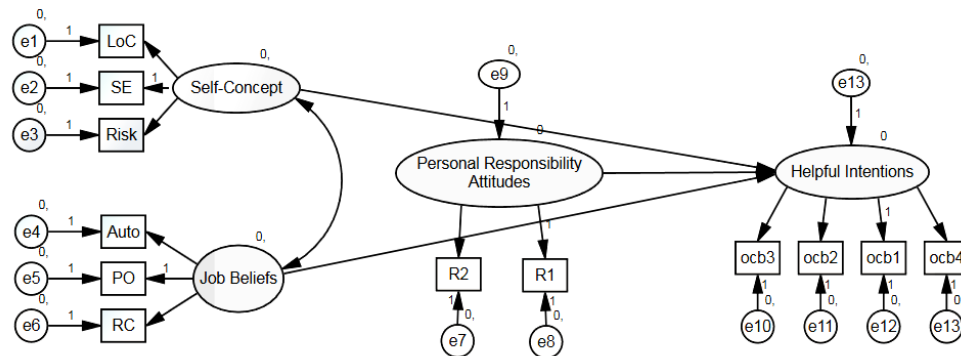 0,
e1
1
LoC
0,
e2
1
SE
1
0,
e3
1
Risk
0,
Self-Concept
0,
e9
1
0
Personal Responsibility
Attitudes
0,
e13
1
0
Helpful Intentions
0,
e4
1
Auto
0,
e5
1
PO
1
0,
e6
1
RC
0,
Job Beliefs
1
R2
R1
1
0,
e7
1
0,
e8
1
ocb3
ocb2
ocb1
ocb4
1
0,
e10
1
0,
e11
1
0,
e12
1
0,
e13